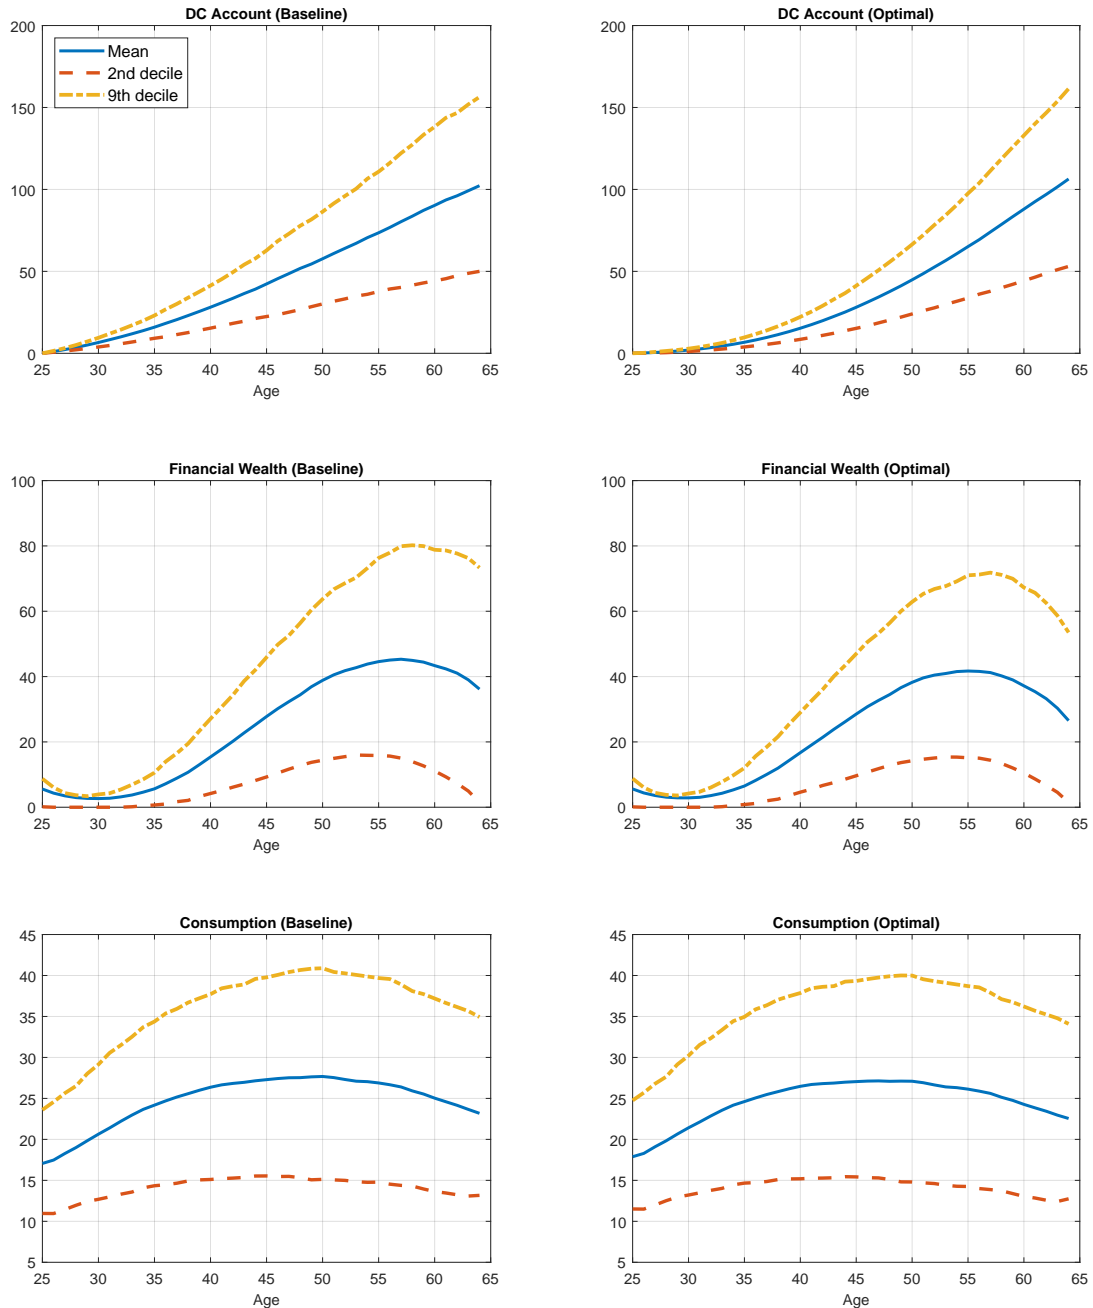 DC Account (Baseline)
200
150
100
50
0
25 30 35 40 45 50 55 60 65
Age
Mean
2nd decile
9th decile
DC Account (Optimal)
200
150
100
50
0
25 30 35 40 45 50 55 60 65
Age
Financial Wealth (Baseline)
100
80
60
40
20
0
25 30 35 40 45 50 55 60 65
Age
Financial Wealth (Optimal)
100
80
60
40
20
0
25 30 35 40 45 50 55 60 65
Age
Consumption (Baseline)
45
40
35
30
25
20
15
10
5
25 30 35 40 45 50 55 60 65
Age
Consumption (Optimal)
45
40
35
30
25
20
15
10
5
25 30 35 40 45 50 55 60 65
Age